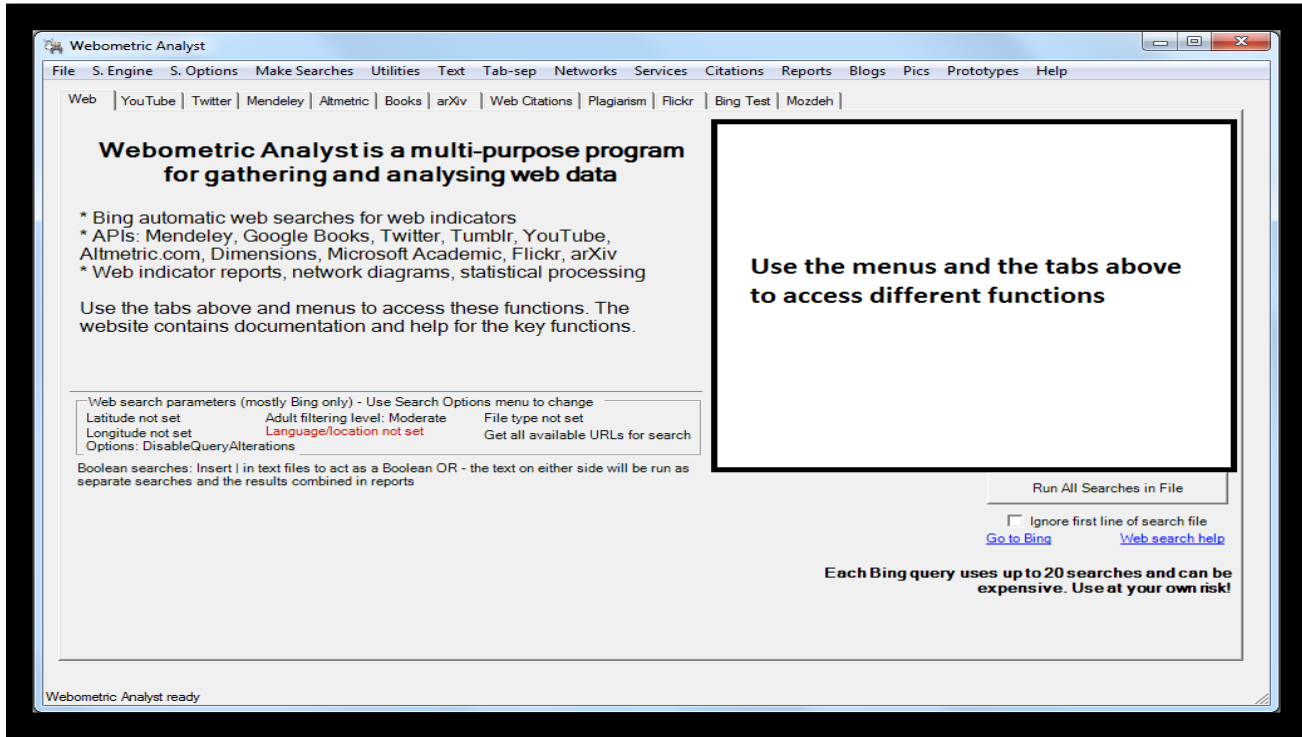 Webometric Analyst
File S. Engine S. Options Make Searches Utilities Text Tab-sep Networks Services Citations Reports Blogs Pics Prototypes Help
Web YouTube Twitter Mendeley Altmetric Books arXiv Web Citations Plagiarism Flickr Bing Test Mozdeh
Webometric Analyst is a multi-purpose program
for gathering and analysing web data
* Bing automatic web searches for web indicators
* APIs: Mendeley, Google Books, Twitter, Tumblr, YouTube,
Altmetric.com, Dimensions, Microsoft Academic, Flickr, arXiv
* Web indicator reports, network diagrams, statistical processing
Use the tabs above and menus to access these functions. The
website contains documentation and help for the key functions.
Use the menus and the tabs above
to access different functions
Web search parameters (mostly Bing only) - Use Search Options menu to change
Latitude not set Adult filtering level: Moderate File type not set
Longitude not set Language/location not set Get all available URLs for search
Options: DisableQueryAlterations
Boolean searches: Insert | in text files to act as a Boolean OR - the text on either side will be run as
separate searches and the results combined in reports
Run All Searches in File
Ignore first line of search file
Go to Bing Web search help
Each Bing query uses up to 20 searches and can be
expensive. Use at your own risk!
Webometric Analyst ready